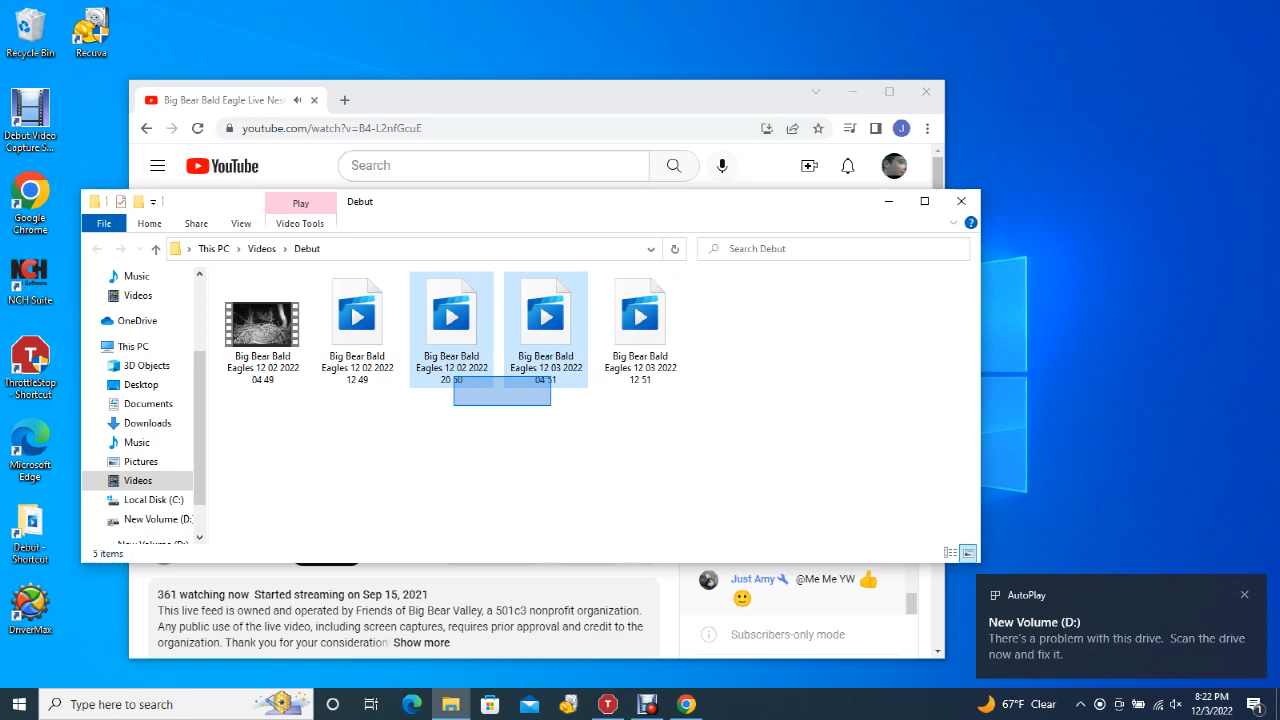 Recycle Bin
Recuva
Debut Video
Capture S...
Google
Chrome
NCH Suite
ThrottleStop
- Shortcut
Microsoft
Edge
Debut -
Shortcut
DriverMax
Big Bear Bald Eagle Live Nest
youtube.com/watch?v=B4-L2nfGcuE
J
YouTube
Search
Play
Debut
File
Home
Share
View
Video Tools
This PC
Videos
Debut
Search Debut
Music
Videos
OneDrive
This PC
3D Objects
Desktop
Documents
Downloads
Music
Pictures
Videos
Local Disk (C:)
New Volume (D:)
New Volume (D:)
Big Bear Bald
Eagles 12 02 2022
04 49
Big Bear Bald
Eagles 12 02 2022
12 49
Big Bear Bald
Eagles 12 02 2022
20 50
Big Bear Bald
Eagles 12 03 2022
04 51
Big Bear Bald
Eagles 12 03 2022
12 51
5 items
361 watching now Started streaming on Sep 15, 2021
This live feed is owned and operated by Friends of Big Bear Valley, a 501c3 nonprofit organization.
Any public use of the live video, including screen captures, requires prior approval and credit to the
organization. Thank you for your consideration! Show more
Just Amy @Me Me YW
Subscribers-only mode
AutoPlay
New Volume (D:)
There's a problem with this drive. Scan the drive
now and fix it.
Type here to search
67°F Clear
8:22 PM
12/3/2022
1